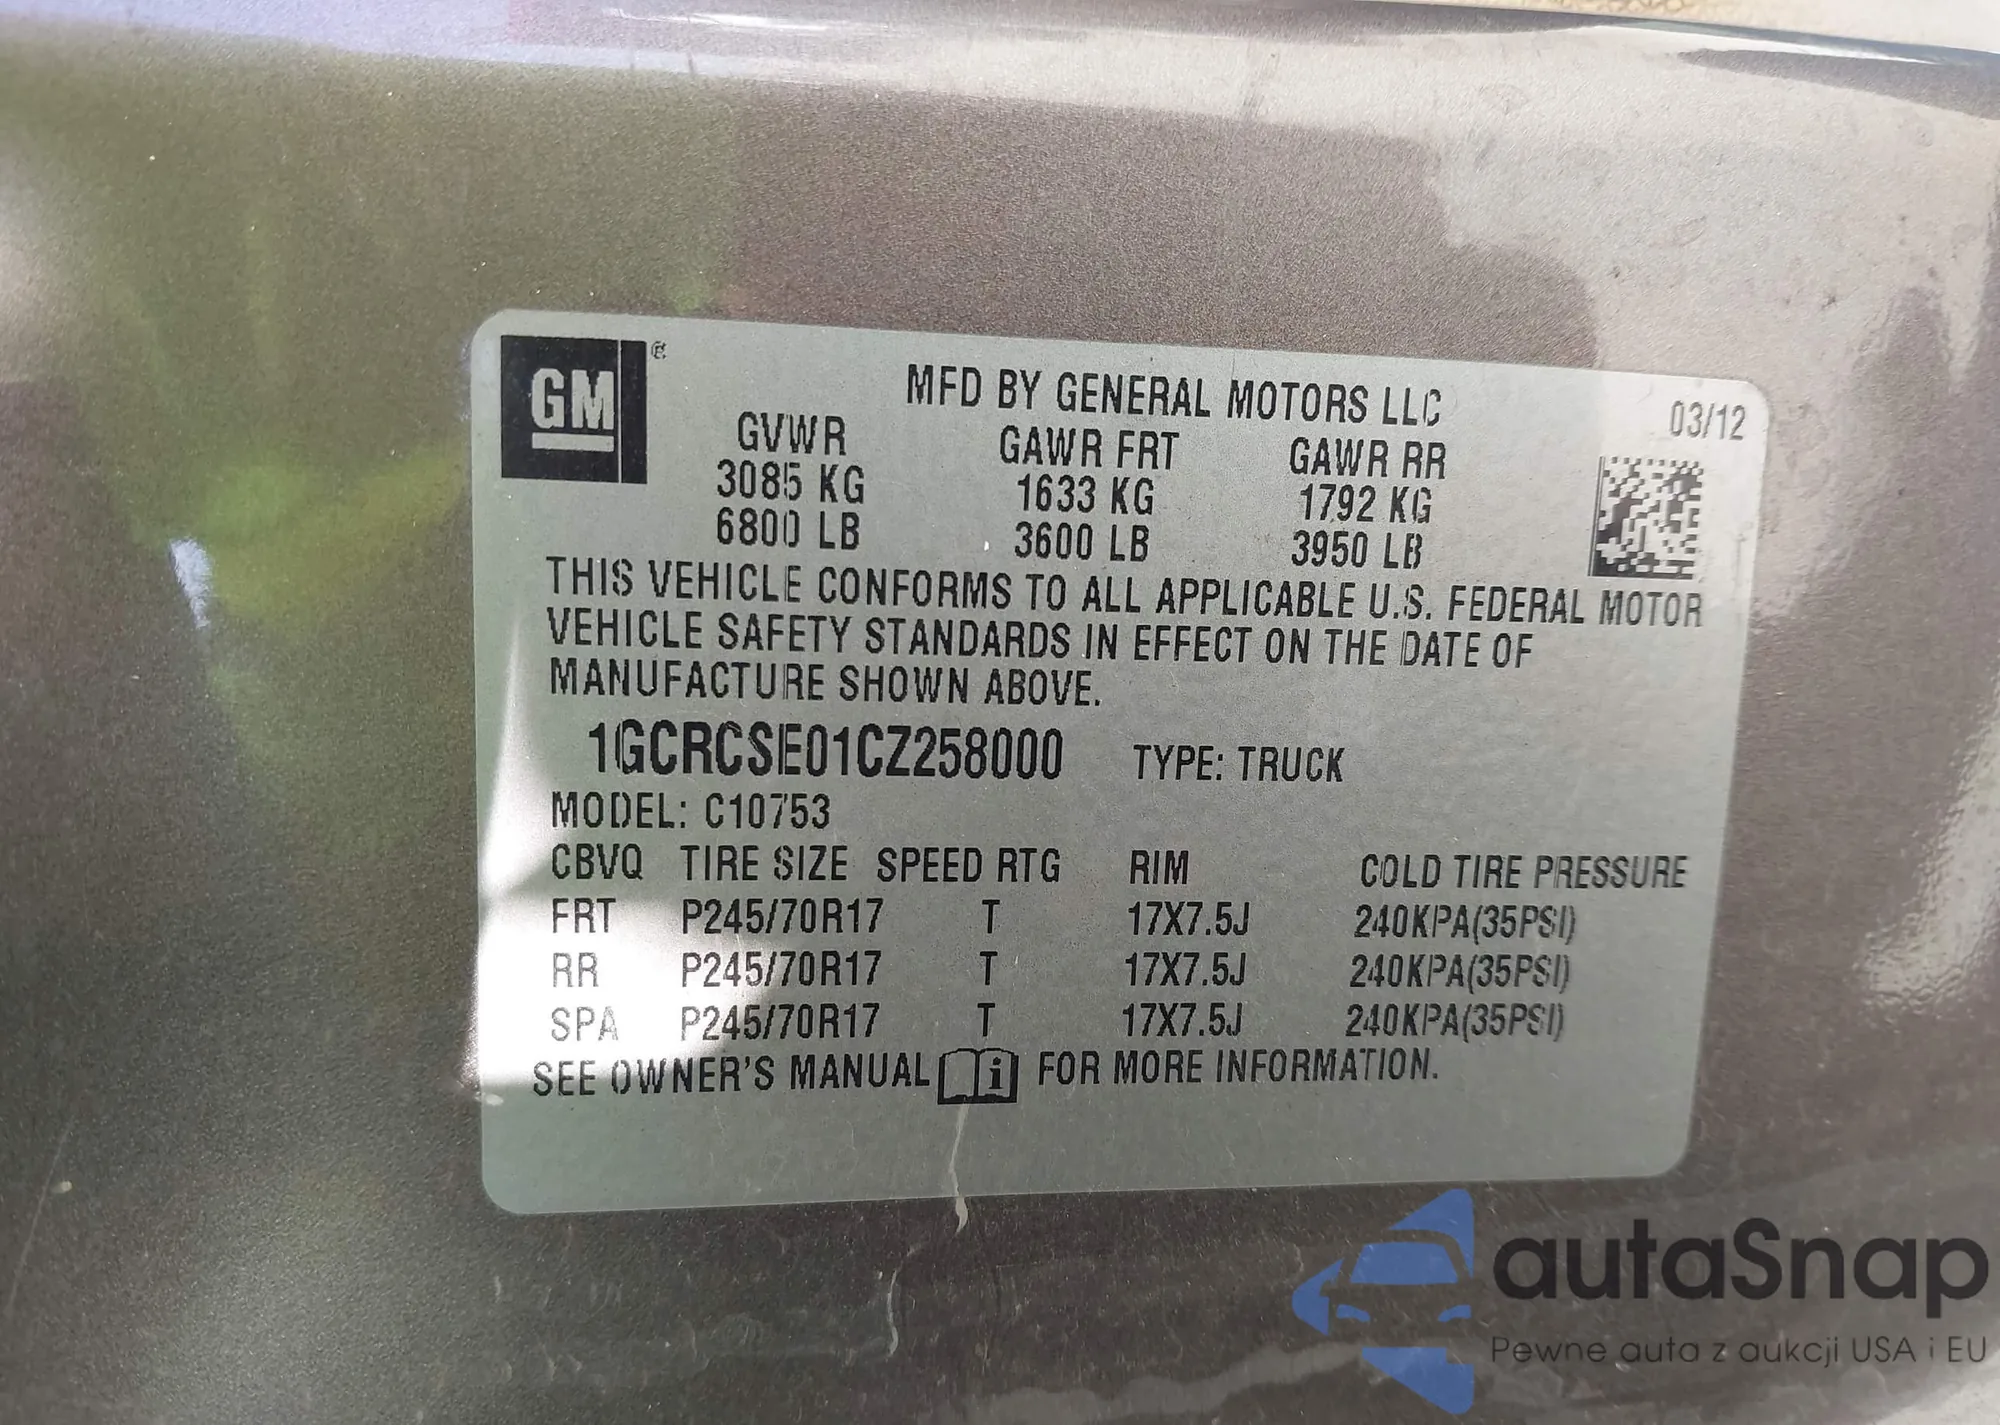 GM ®
MFD BY GENERAL MOTORS LLC
03/12
GVWR GAWR FRT GAWR RR
3085 KG 1633 KG 1792 KG
6800 LB 3600 LB 3950 LB
THIS VEHICLE CONFORMS TO ALL APPLICABLE U.S. FEDERAL MOTOR
VEHICLE SAFETY STANDARDS IN EFFECT ON THE DATE OF
MANUFACTURE SHOWN ABOVE.
1GCRCSE01CZ258000 TYPE: TRUCK
MODEL: C10753
CBVQ TIRE SIZE SPEED RTG RIM COLD TIRE PRESSURE
FRT P245/70R17 T 17X7.5J 240KPA(35PSI)
RR P245/70R17 T 17X7.5J 240KPA(35PSI)
SPA P245/70R17 T 17X7.5J 240KPA(35PSI)
SEE OWNER'S MANUAL i FOR MORE INFORMATION.
autaSnap
Pewne auta z aukcji USA i EU